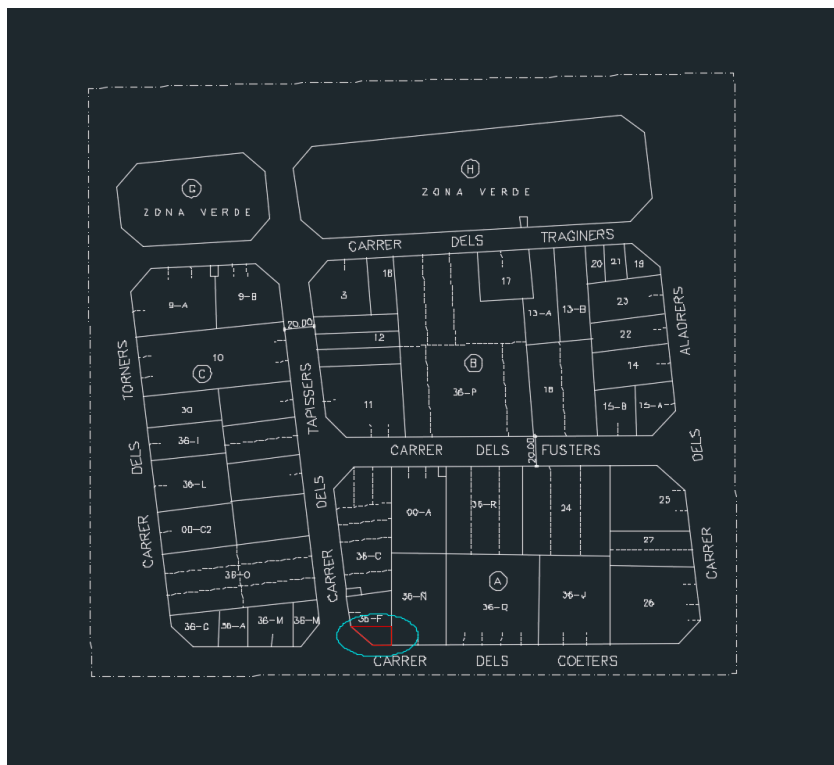 G
ZONA VERDE
H
ZONA VERDE
CARRER DELS TRAGINERS
9-A
9-B
10
C
30
36-I
36-L
00-C2
36-O
36-G
36-A
36-M
36-M
CARRER DELS TORNERS
20.00
CARRER DELS TAPISSERS
3
16
12
11
B
36-P
17
13-A
13-B
18
20
21
19
23
22
14
15-B
15-A
CARRER DELS ALADRERS
CARRER DELS FUSTERS
20.00
36-C
36-F
00-A
36-N
35-R
A
36-Q
24
36-J
25
27
26
CARRER DELS COETERS